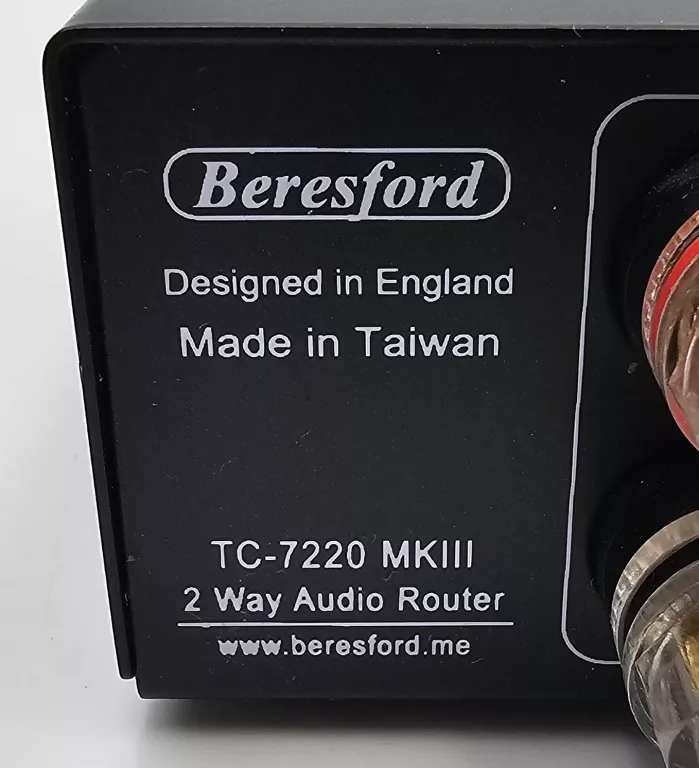 Beresford
Designed in England
Made in Taiwan
TC-7220 MKIII
2 Way Audio Router
www.beresford.me